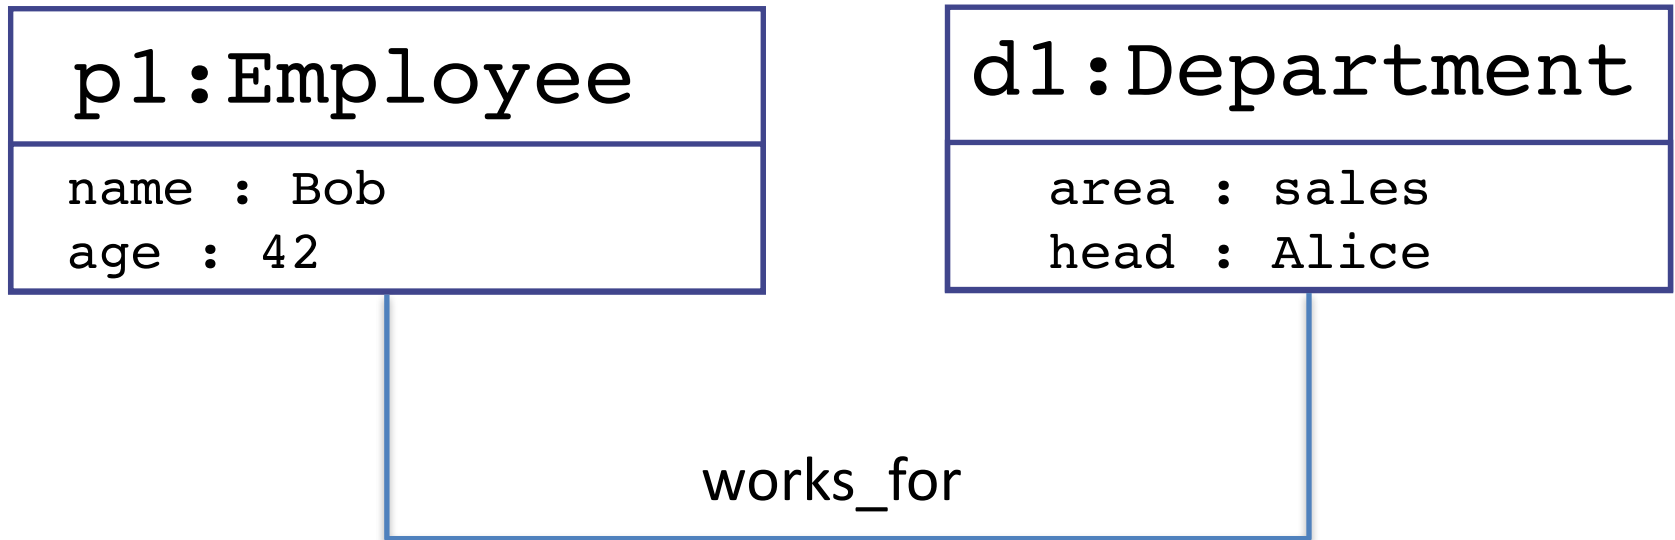 p1:Employee
name : Bob
age : 42
d1:Department
area : sales
head : Alice
works_for